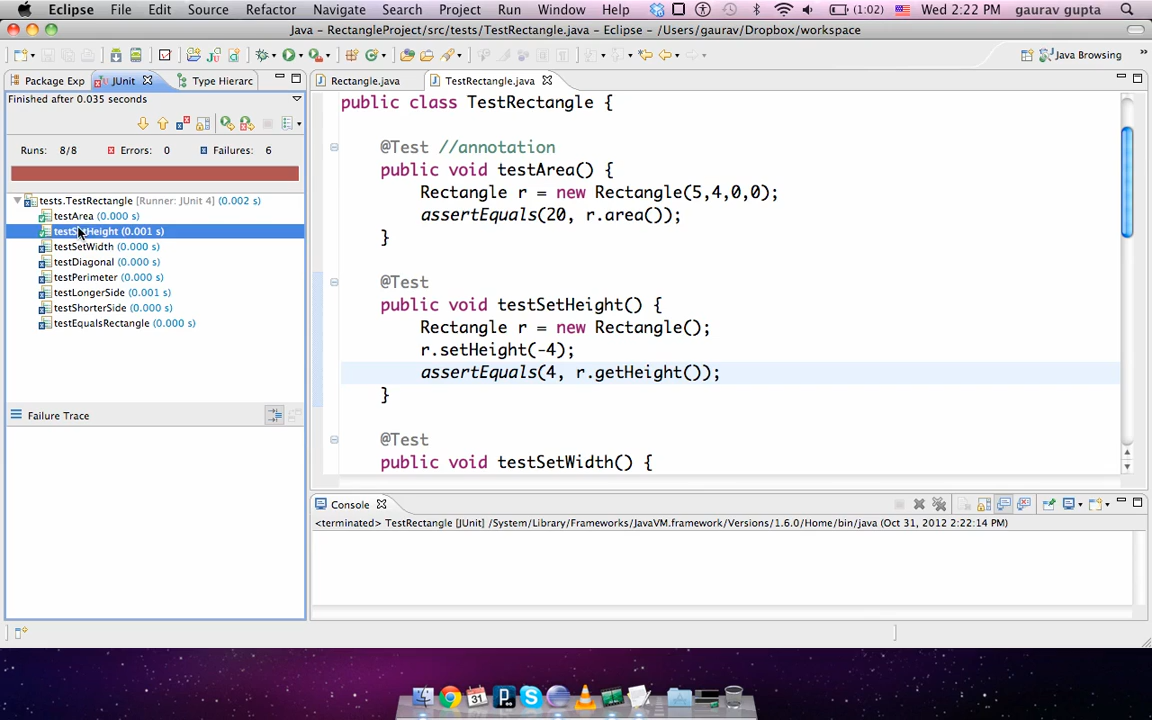 Eclipse File Edit Source Refactor Navigate Search Project Run Window Help (1:02) Wed 2:22 PM gaurav gupta
Java - RectangleProject/src/tests/TestRectangle.java - Eclipse - /Users/gaurav/Dropbox/workspace
Java Browsing
Package Exp JUnit Type Hierarc
Rectangle.java TestRectangle.java
Finished after 0.035 seconds
Runs: 8/8 Errors: 0 Failures: 6
tests.TestRectangle [Runner: JUnit 4] (0.002 s)
testArea (0.000 s)
testSetHeight (0.001 s)
testSetWidth (0.000 s)
testDiagonal (0.000 s)
testPerimeter (0.000 s)
testLongerSide (0.001 s)
testShorterSide (0.000 s)
testEqualsRectangle (0.000 s)
Failure Trace
public class TestRectangle {
@Test //annotation
public void testArea() {
Rectangle r = new Rectangle(5,4,0,0);
assertEquals(20, r.area());
}
@Test
public void testSetHeight() {
Rectangle r = new Rectangle();
r.setHeight(-4);
assertEquals(4, r.getHeight());
}
@Test
public void testSetWidth() {
Console
<terminated> TestRectangle [JUnit] /System/Library/Frameworks/JavaVM.framework/Versions/1.6.0/Home/bin/java (Oct 31, 2012 2:22:14 PM)
31